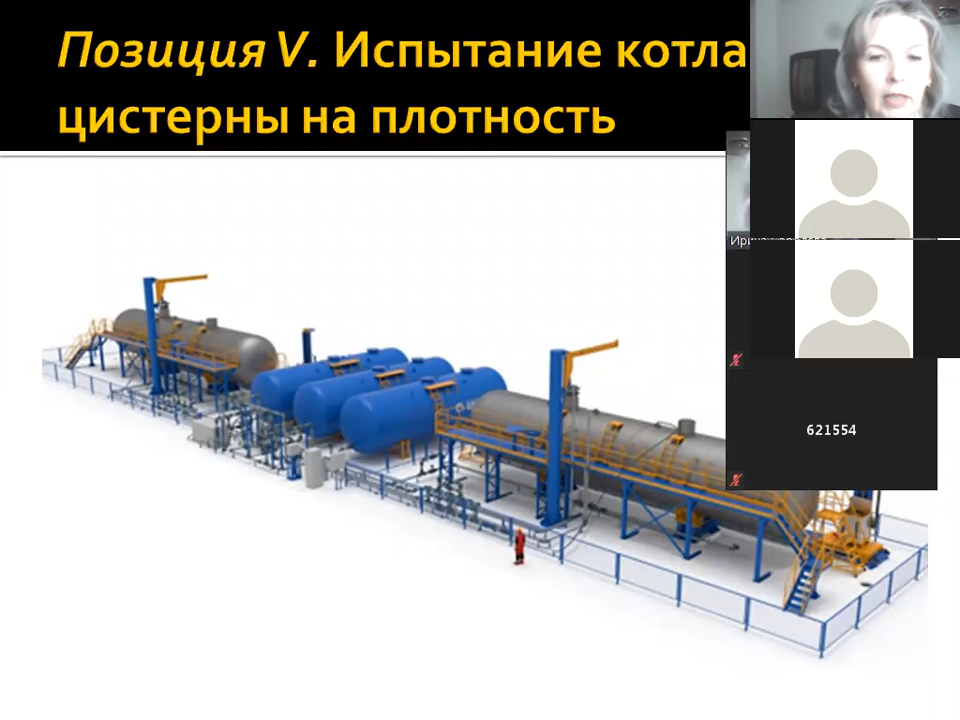 Позиция V. Испытание котла
цистерны на плотность
621554